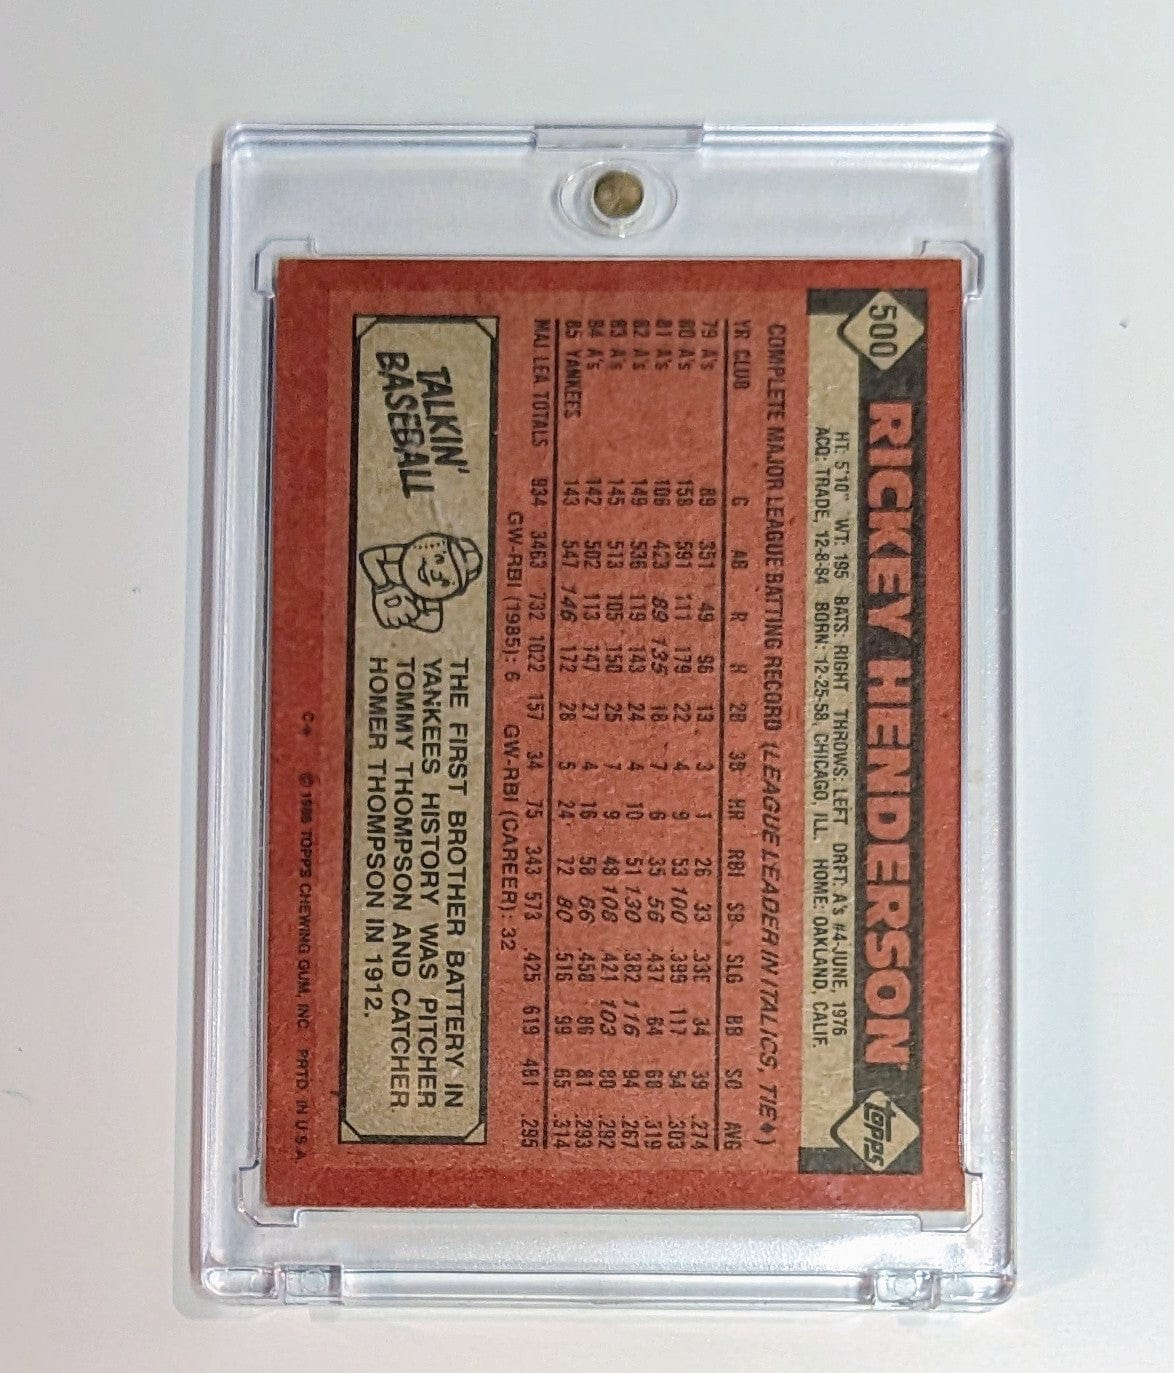 500 RICKEY HENDERSON topps
HT: 5'10" WT: 195 BATS: RIGHT THROWS: LEFT DRFT: A's #4-JUNE, 1976
ACQ: TRADE, 12-8-84 BORN: 12-25-58, CHICAGO, ILL. HOME: OAKLAND, CALIF.
COMPLETE MAJOR LEAGUE BATTING RECORD (LEAGUE LEADER IN ITALICS, TIE♦)
YR CLUB G AB R H 2B 3B HR RBI SB SLG BB SO AVG
79 A's 89 351 49 96 13 3 1 26 33 .336 34 39 .274
80 A's 158 591 111 179 22 4 9 53 100 .399 117 54 .303
81 A's 108 423 89 135 18 7 6 35 56 .437 64 68 .319
82 A's 149 536 119 143 24 4 10 51 130 .382 116 94 .267
83 A's 145 513 105 150 25 7 9 48 108 .421 103 80 .292
84 A's 142 502 113 147 27 4 16 58 66 .458 86 81 .293
85 YANKEES 143 547 146 172 28 5 24 72 80 .516 99 65 .314
MAJ. LEA. TOTALS 934 3463 732 1022 157 34 75 343 573 .425 619 481 .295
GW-RBI (1985): 6 GW-RBI (CAREER): 32
TALKIN'
BASEBALL
THE FIRST BROTHER BATTERY IN
YANKEES HISTORY WAS PITCHER
TOMMY THOMPSON AND CATCHER
HOMER THOMPSON IN 1912.
C* © 1986 TOPPS CHEWING GUM, INC. PRTD. IN U.S.A.